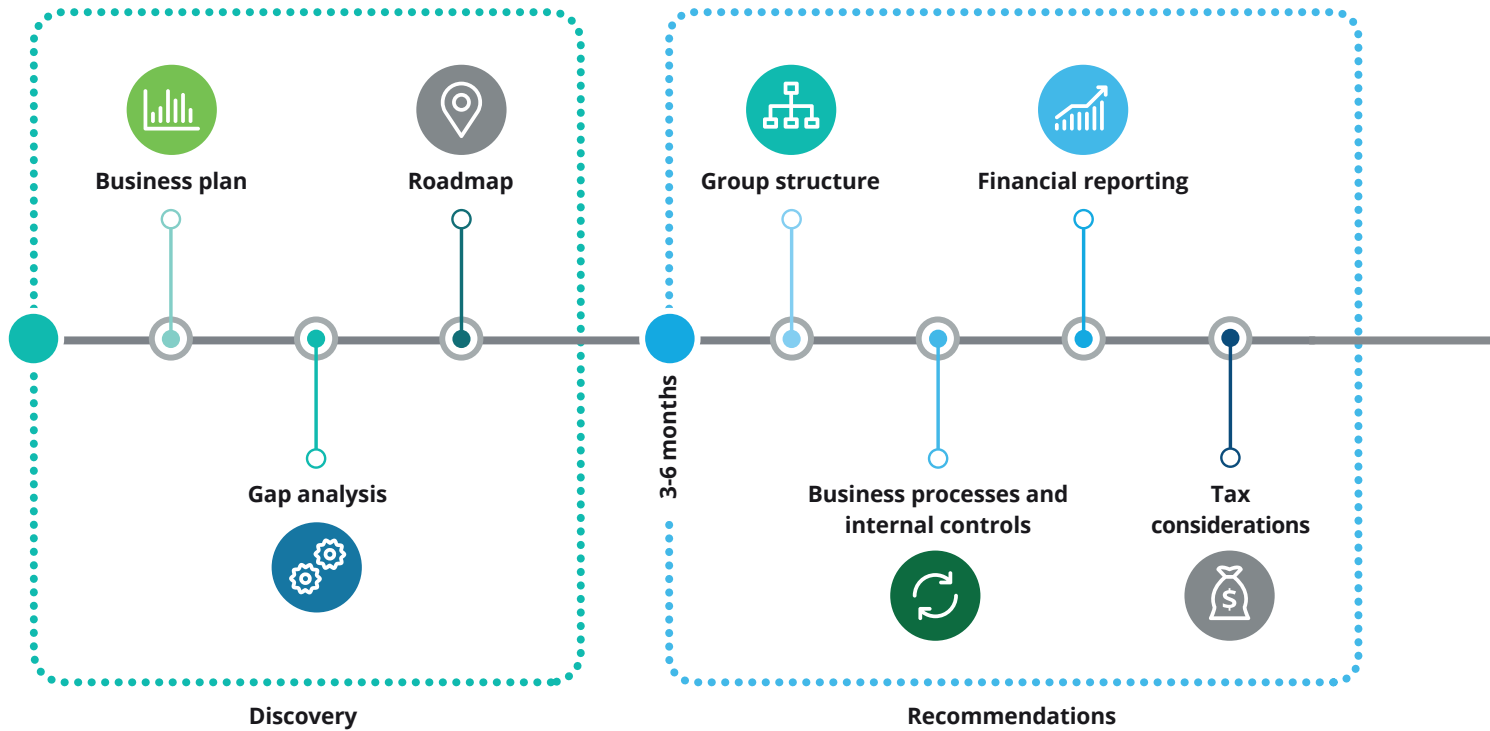 Business plan
Roadmap
Gap analysis
Discovery
3-6 months
Group structure
Financial reporting
Business processes and
internal controls
Tax
considerations
$
Recommendations